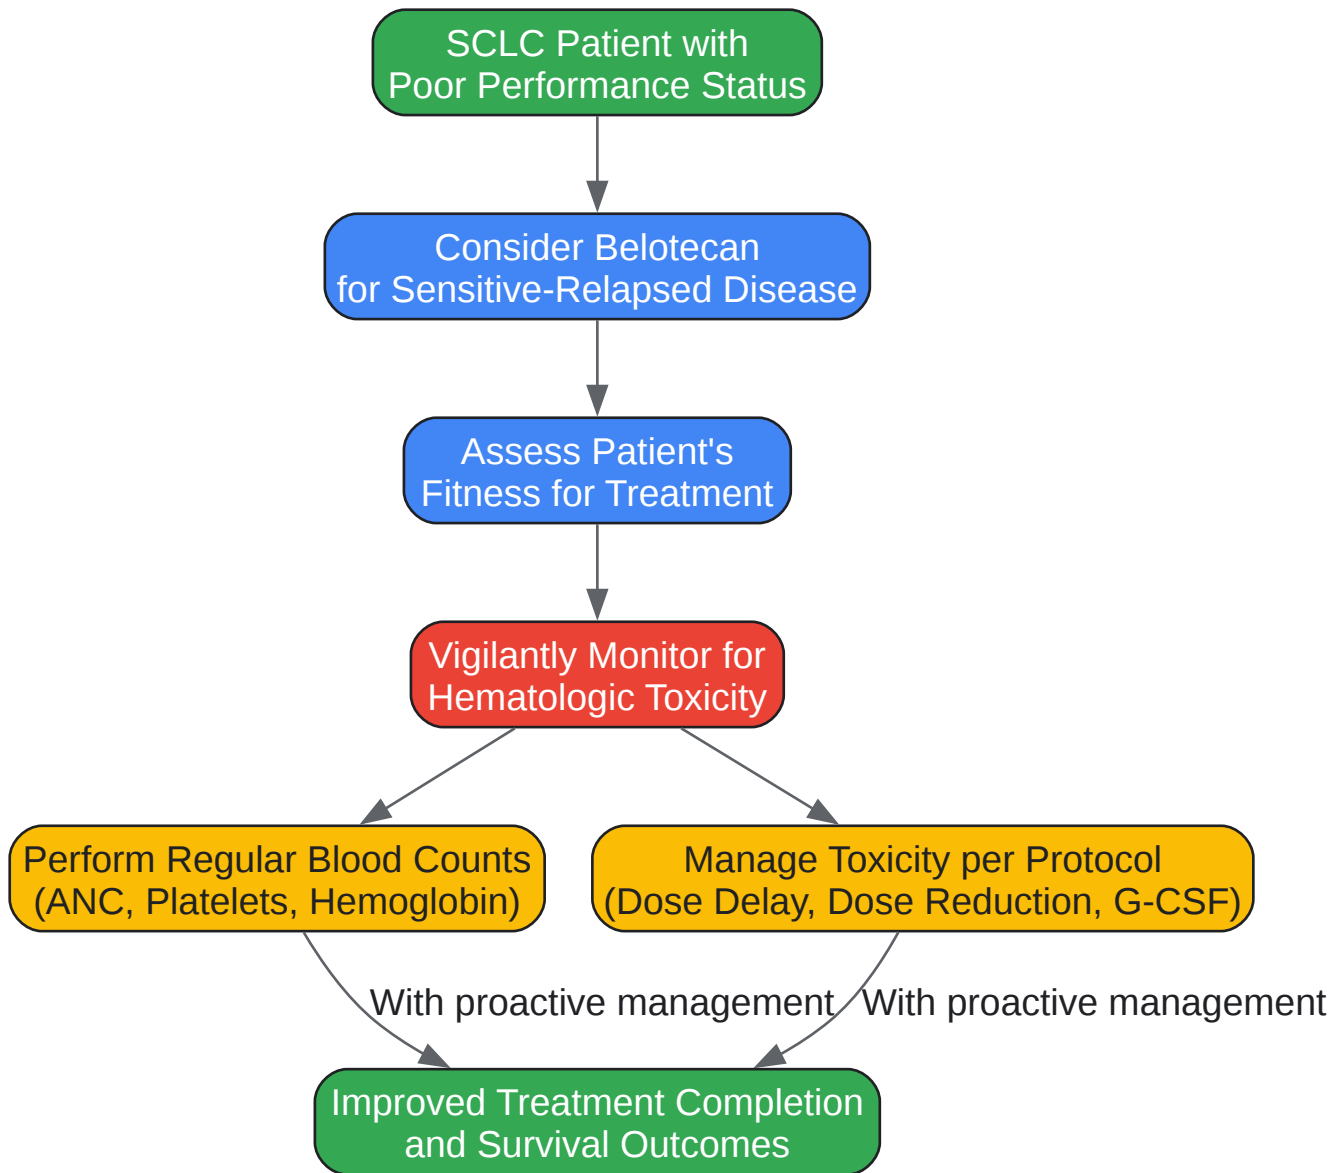 SCLC Patient with
Poor Performance Status
Consider Belotecan
for Sensitive-Relapsed Disease
Assess Patient's
Fitness for Treatment
Vigilantly Monitor for
Hematologic Toxicity
Perform Regular Blood Counts
(ANC, Platelets, Hemoglobin)
Manage Toxicity per Protocol
(Dose Delay, Dose Reduction, G-CSF)
With proactive management
With proactive management
Improved Treatment Completion
and Survival Outcomes